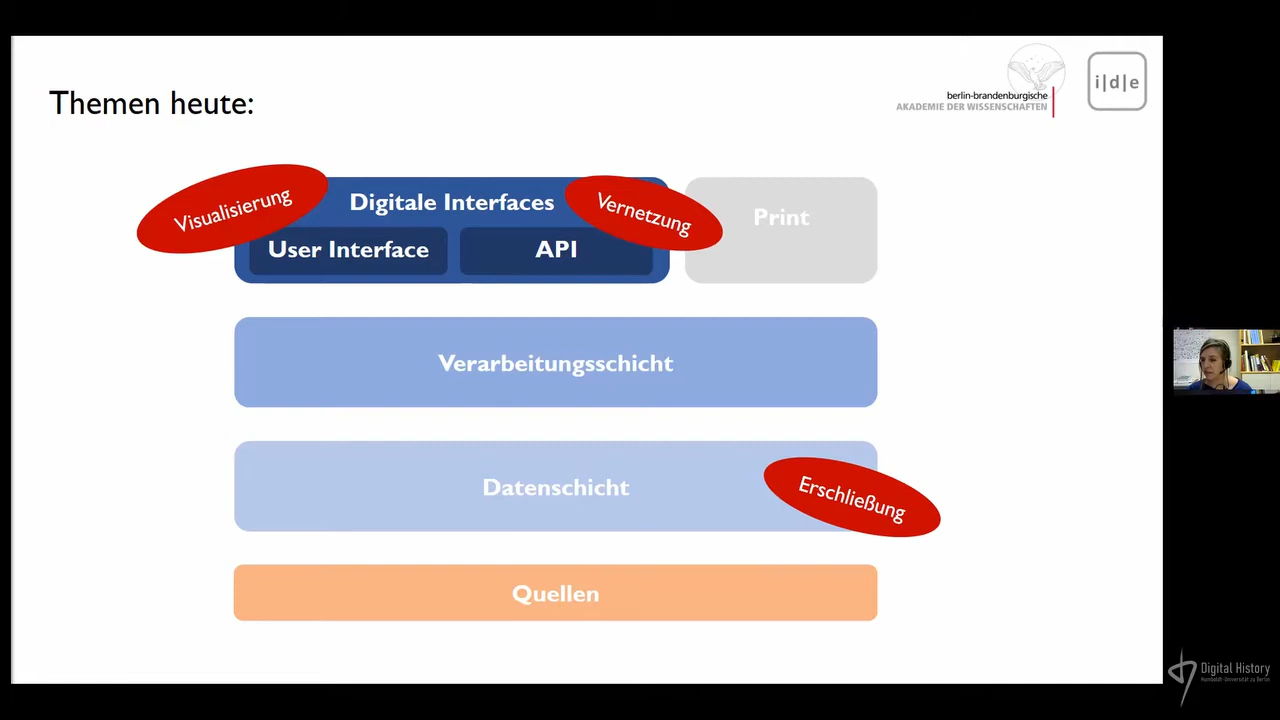 Themen heute:
berlin-brandenburgische
AKADEMIE DER WISSENSCHAFTEN
i|d|e
Visualisierung
Digitale Interfaces
Vernetzung
Print
User Interface
API
Verarbeitungsschicht
Datenschicht
Erschließung
Quellen
Digital History
Humboldt-Universität zu Berlin